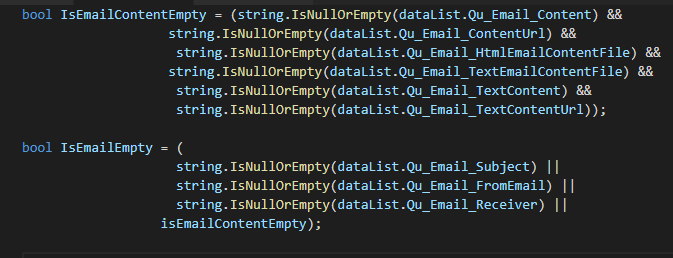 bool IsEmailContentEmpty = (string.IsNullOrEmpty(dataList.Qu_Email_Content) &&
string.IsNullOrEmpty(dataList.Qu_Email_ContentUrl) &&
string.IsNullOrEmpty(dataList.Qu_Email_HtmlEmailContentFile) &&
string.IsNullOrEmpty(dataList.Qu_Email_TextEmailContentFile) &&
string.IsNullOrEmpty(dataList.Qu_Email_TextContent) &&
string.IsNullOrEmpty(dataList.Qu_Email_TextContentUrl));
bool IsEmailEmpty = (
string.IsNullOrEmpty(dataList.Qu_Email_Subject) ||
string.IsNullOrEmpty(dataList.Qu_Email_FromEmail) ||
string.IsNullOrEmpty(dataList.Qu_Email_Receiver) ||
isEmailContentEmpty);